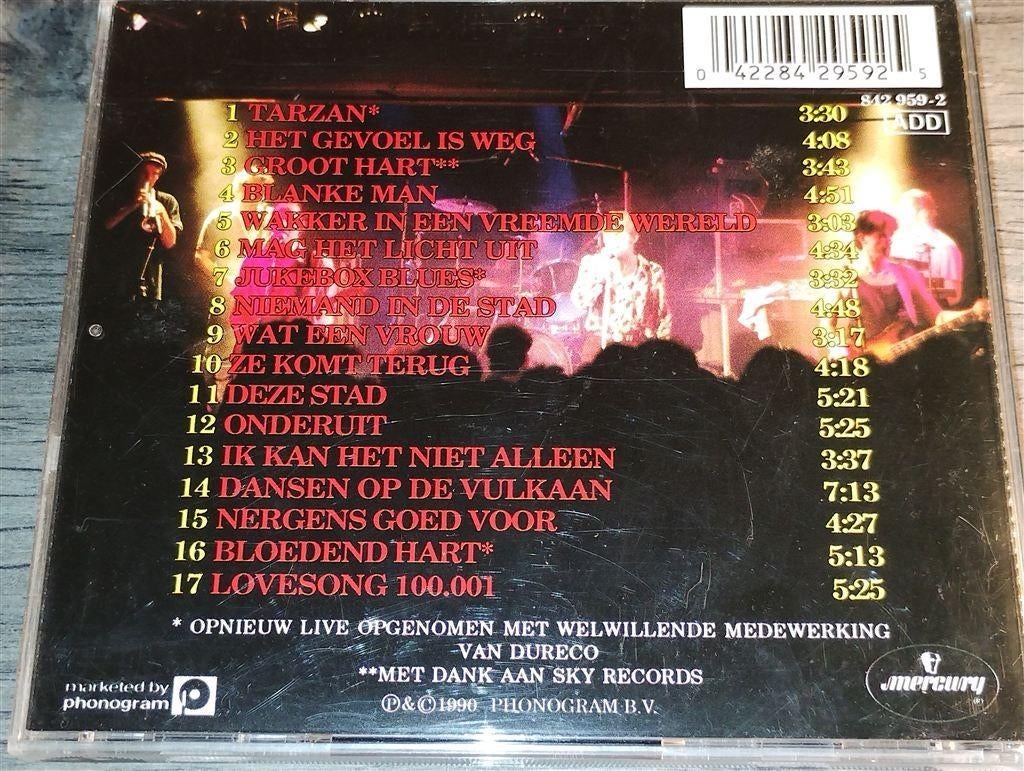 0 42284 29592 5
842 959-2
ADD
1 TARZAN* 3:30
2 HET GEVOEL IS WEG 4:08
3 GROOT HART** 3:43
4 BLANKE MAN 4:51
5 WAKKER IN EEN VREEMDE WERELD 3:03
6 MAG HET LICHT UIT 4:34
7 JUKEBOX BLUES* 3:32
8 NIEMAND IN DE STAD 4:48
9 WAT EEN VROUW 3:17
10 ZE KOMT TERUG 4:18
11 DEZE STAD 5:21
12 ONDERUIT 5:25
13 IK KAN HET NIET ALLEEN 3:37
14 DANSEN OP DE VULKAAN 7:13
15 NERGENS GOED VOOR 4:27
16 BLOEDEND HART* 5:13
17 LOVESONG 100.001 5:25
* OPNIEUW LIVE OPGENOMEN MET WELWILLENDE MEDEWERKING
VAN DURECO
**MET DANK AAN SKY RECORDS
℗&©1990 PHONOGRAM B.V.
marketed by
phonogram
mercury